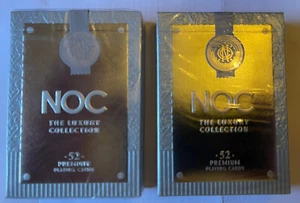 NOC
THE LUXURY
COLLECTION
·52·
PREMIUM
PLAYING CARDS
NOC
THE LUXURY
COLLECTION
·52·
PREMIUM
PLAYING CARDS